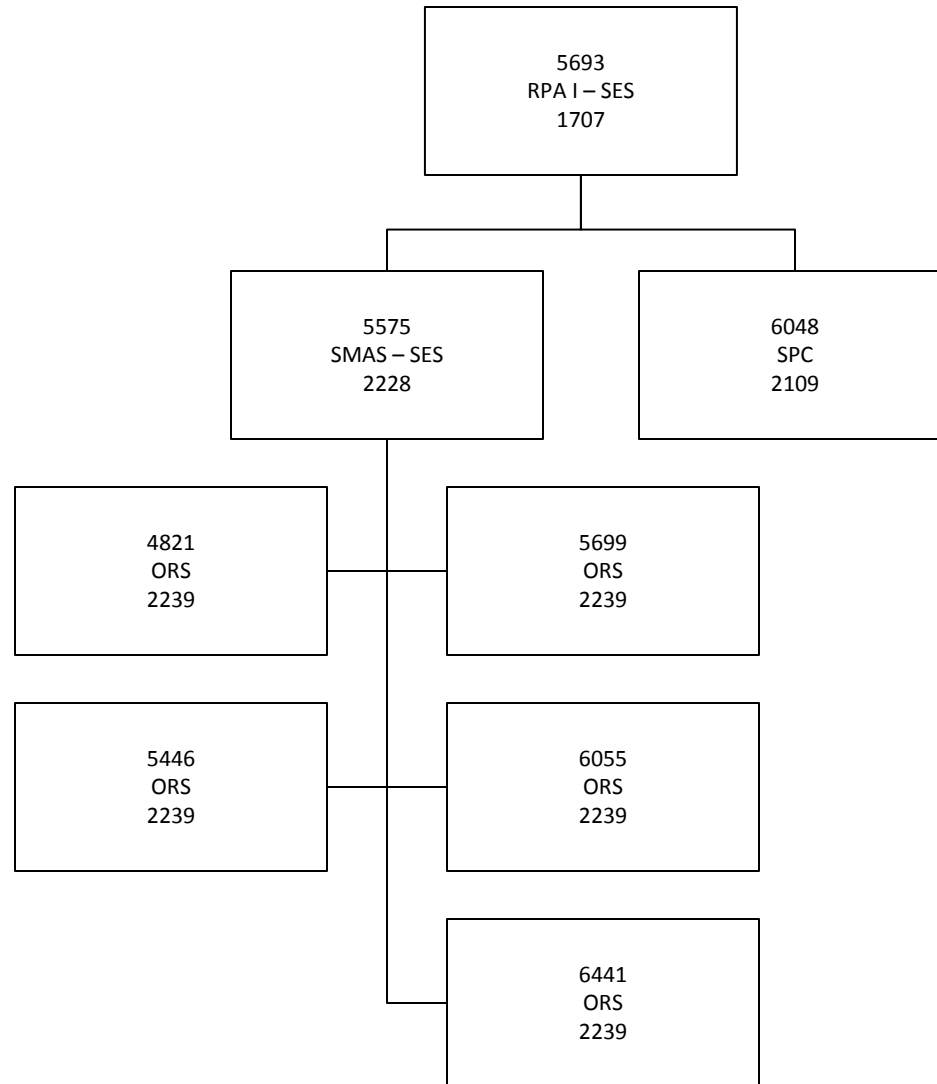 5693
RPA I – SES
1707
5575
SMAS – SES
2228
6048
SPC
2109
4821
ORS
2239
5699
ORS
2239
5446
ORS
2239
6055
ORS
2239
6441
ORS
2239